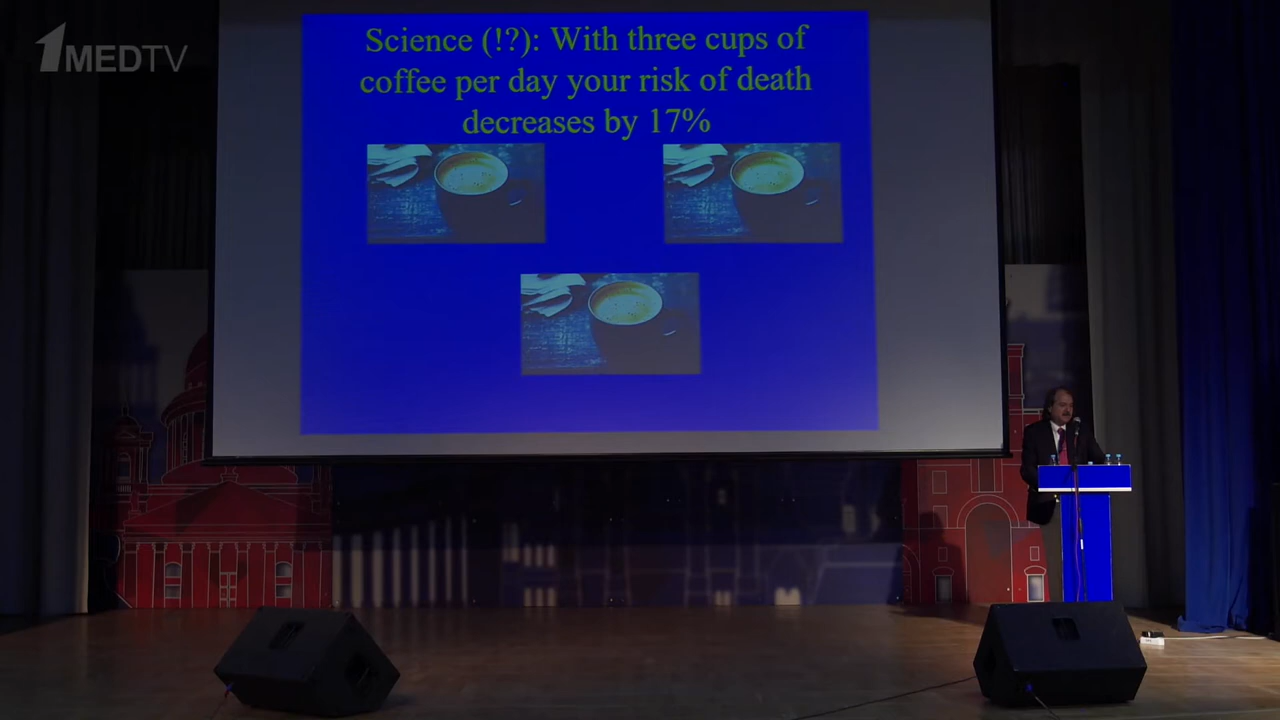 1MEDTV
Science (!?): With three cups of
coffee per day your risk of death
decreases by 17%